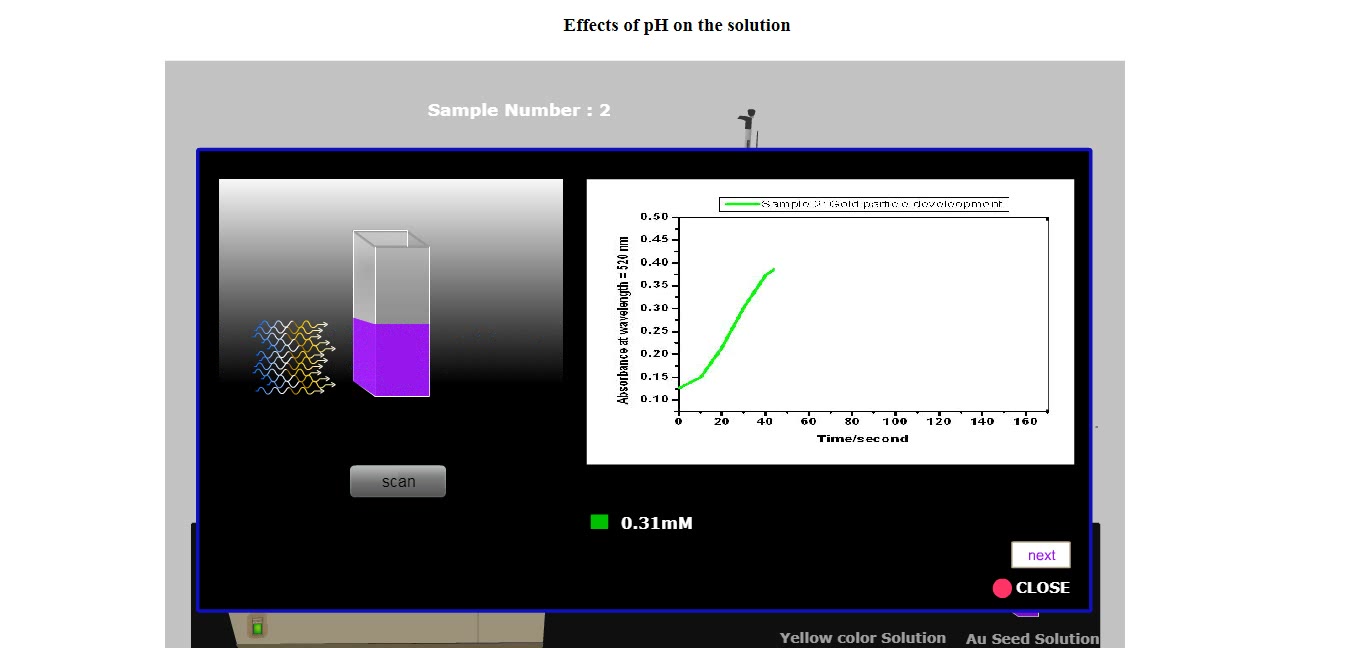 Effects of pH on the solution
Sample Number : 2
Sample 2: Gold particle development
Absorbance at wavelength = 520 nm
0.50
0.45
0.40
0.35
0.30
0.25
0.20
0.15
0.10
0 20 40 60 80 100 120 140 160
Time/second
scan
0.31mM
next
CLOSE
Yellow color Solution
Au Seed Solution